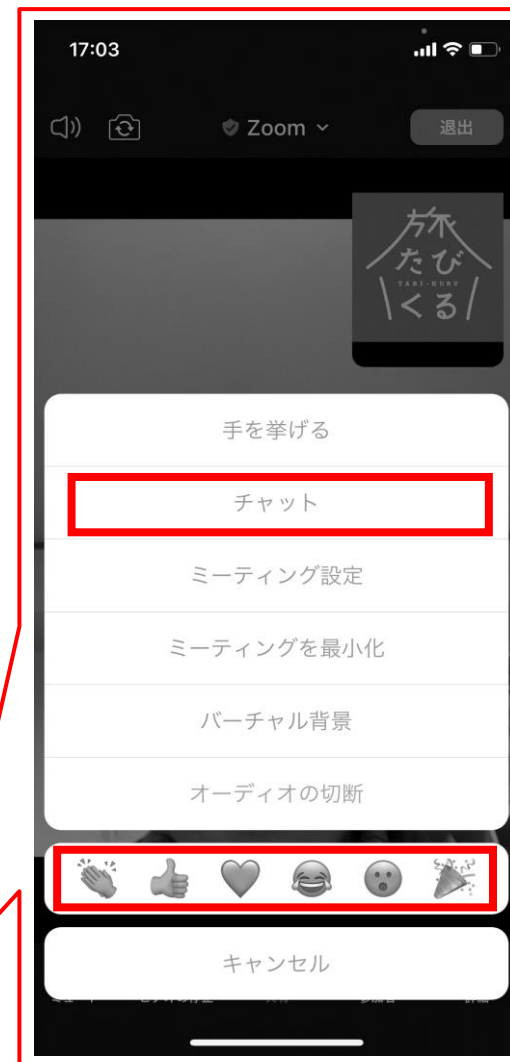 17:03
Zoom
退出
旅
たび
TABI-KURU
くる
手を挙げる
チャット
ミーティング設定
ミーティングを最小化
バーチャル背景
オーディオの切断
キャンセル